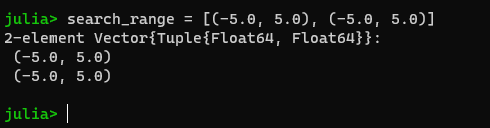 julia> search_range = [(-5.0, 5.0), (-5.0, 5.0)]
2-element Vector{Tuple{Float64, Float64}}:
 (-5.0, 5.0)
 (-5.0, 5.0)
julia>